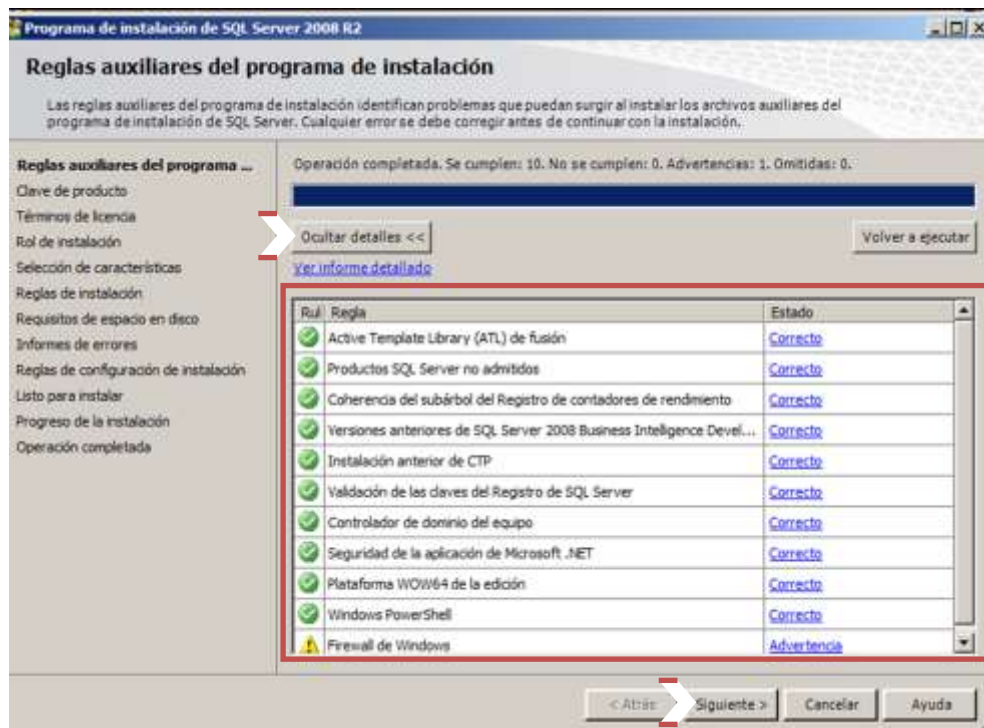 Programa de instalación de SQL Server 2008 R2
Reglas auxiliares del programa de instalación
Las reglas auxiliares del programa de instalación identifican problemas que puedan surgir al instalar los archivos auxiliares del
programa de instalación de SQL Server. Cualquier error se debe corregir antes de continuar con la instalación.
Reglas auxiliares del programa ...
Clave de producto
Términos de licencia
Rol de instalación
Selección de características
Reglas de instalación
Requisitos de espacio en disco
Informes de errores
Reglas de configuración de instalación
Listo para instalar
Progreso de la instalación
Operación completada
Operación completada. Se cumplen: 10. No se cumplen: 0. Advertencias: 1. Omitidas: 0.
Ocultar detalles << Volver a ejecutar
Ver informe detallado
Rul Regla Estado
Active Template Library (ATL) de fusión Correcto
Productos SQL Server no admitidos Correcto
Coherencia del subárbol del Registro de contadores de rendimiento Correcto
Versiones anteriores de SQL Server 2008 Business Intelligence Devel... Correcto
Instalación anterior de CTP Correcto
Validación de las claves del Registro de SQL Server Correcto
Controlador de dominio del equipo Correcto
Seguridad de la aplicación de Microsoft .NET Correcto
Plataforma WOW64 de la edición Correcto
Windows PowerShell Correcto
Firewall de Windows Advertencia
< Atrás Siguiente > Cancelar Ayuda